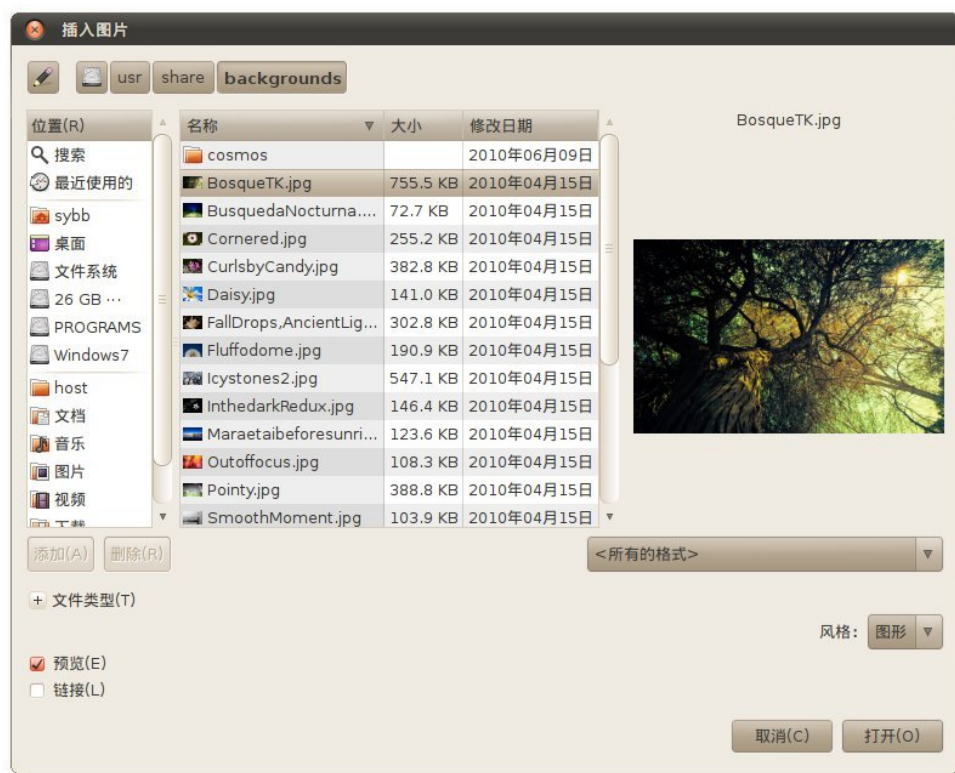 插入图片
usr share backgrounds
位置(R)
搜索
最近使用的
sybb
桌面
文件系统
26 GB ...
PROGRAMS
Windows7
host
文档
音乐
图片
视频
下载
名称 大小 修改日期
cosmos 2010年06月09日
BosqueTK.jpg 755.5 KB 2010年04月15日
BusquedaNocturna.... 72.7 KB 2010年04月15日
Cornered.jpg 255.2 KB 2010年04月15日
CurlsbyCandy.jpg 382.8 KB 2010年04月15日
Daisy.jpg 141.0 KB 2010年04月15日
FallDrops,AncientLig... 302.8 KB 2010年04月15日
Fluffodome.jpg 190.9 KB 2010年04月15日
Icystones2.jpg 547.1 KB 2010年04月15日
InthedarkRedux.jpg 146.4 KB 2010年04月15日
Maraetaibeforesunri... 123.6 KB 2010年04月15日
Outoffocus.jpg 108.3 KB 2010年04月15日
Pointy.jpg 388.8 KB 2010年04月15日
SmoothMoment.jpg 103.9 KB 2010年04月15日
BosqueTK.jpg
添加(A) 删除(R)
<所有的格式>
文件类型(T)
风格: 图形
预览(E)
链接(L)
取消(C) 打开(O)